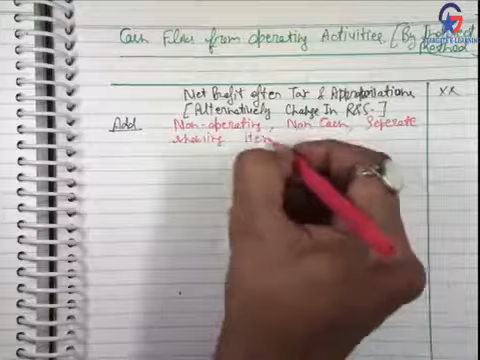 Cash Flow from operating Activities [By Indirect
Method]
Net Profit after Tax & Appropriations
XX
[Alternatively Change In R&S-]
Add
Non-operating, Non Cash, Seperate
showing item